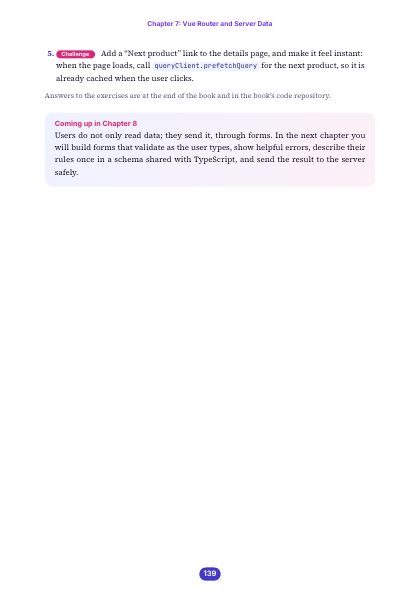 Chapter 7: Vue Router and Server Data
5. Challenge Add a “Next product” link to the details page, and make it feel instant:
when the page loads, call queryClient.prefetchQuery for the next product, so it is
already cached when the user clicks.
Answers to the exercises are at the end of the book and in the book’s code repository.
Coming up in Chapter 8
Users do not only read data; they send it, through forms. In the next chapter you
will build forms that validate as the user types, show helpful errors, describe their
rules once in a schema shared with TypeScript, and send the result to the server
safely.
139